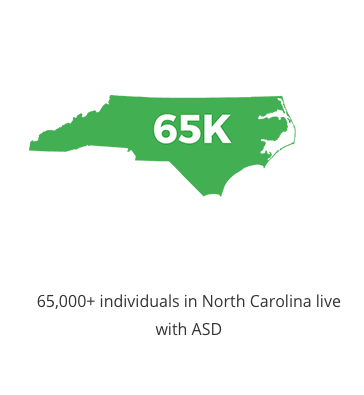 65K
65,000+ individuals in North Carolina live
with ASD